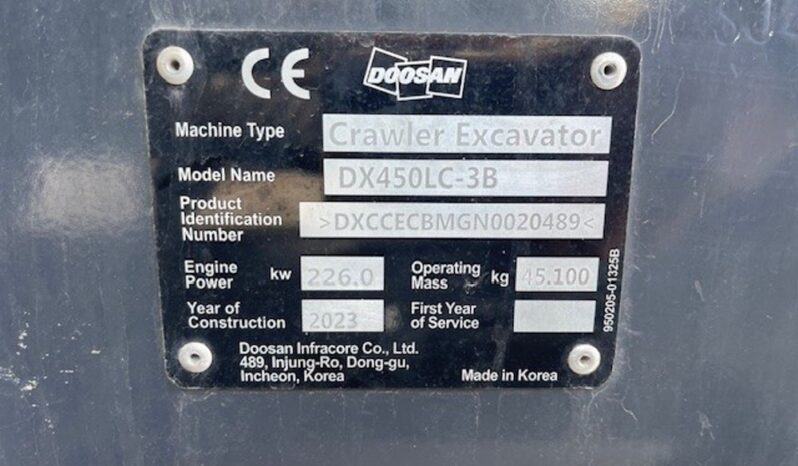 CE DOOSAN
Machine Type Crawler Excavator
Model Name DX450LC-3B
Product
Identification
Number >DXCCECBMGN0020489<
Engine
Power kw 226.0 Operating
Mass kg 45.100
Year of
Construction 2023 First Year
of Service
Doosan Infracore Co., Ltd.
489, Injung-Ro, Dong-gu,
Incheon, Korea
Made in Korea
950205-01325B